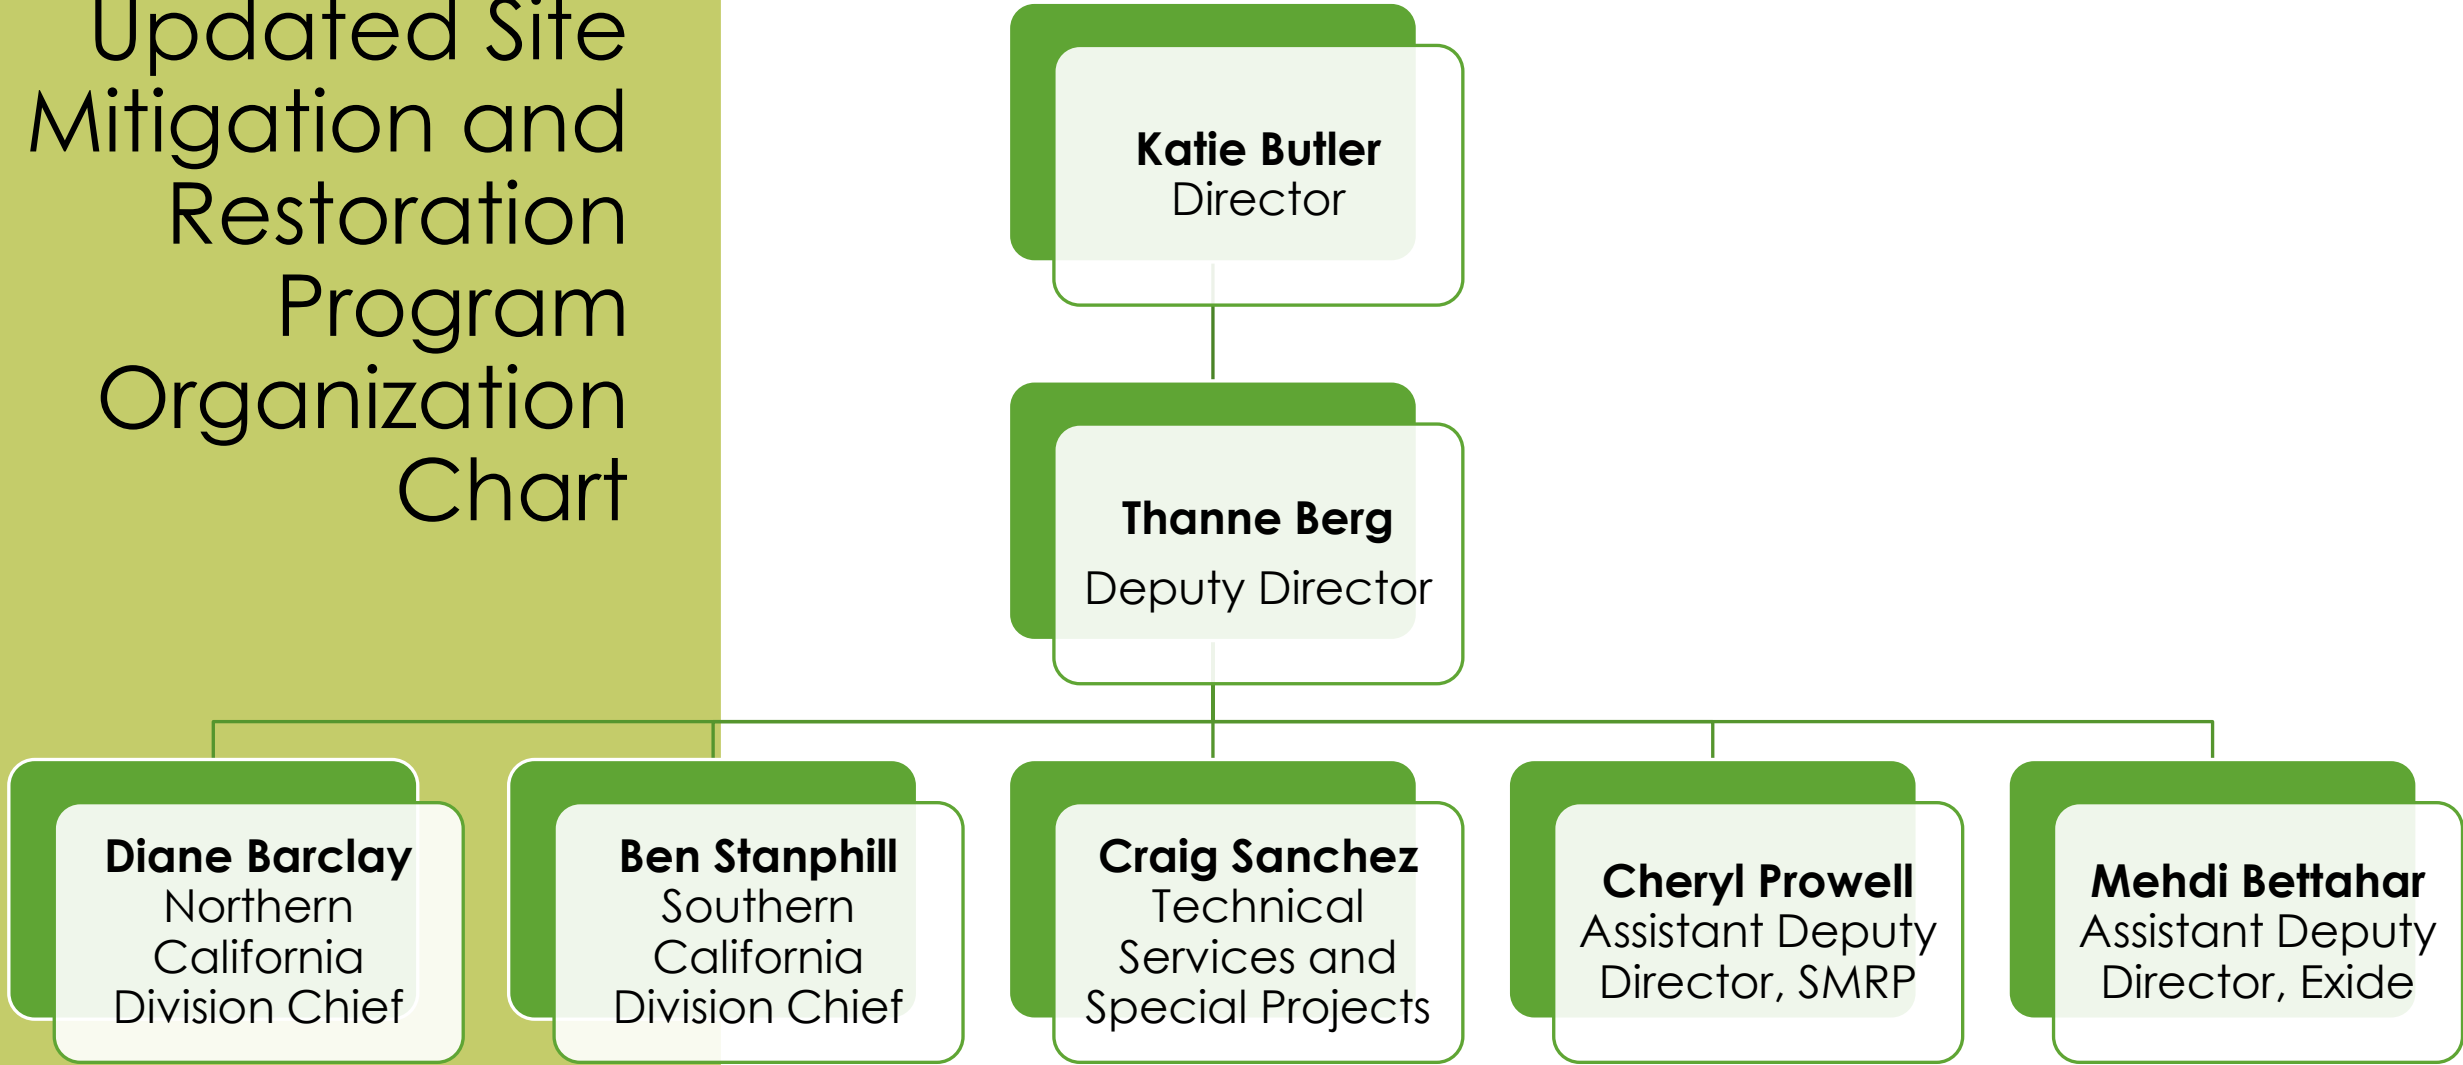 Updated Site
Mitigation and
Restoration
Program
Organization
Chart
Katie Butler
Director
Thanne Berg
Deputy Director
Diane Barclay
Northern
California
Division Chief
Ben Stanphill
Southern
California
Division Chief
Craig Sanchez
Technical
Services and
Special Projects
Cheryl Prowell
Assistant Deputy
Director, SMRP
Mehdi Bettahar
Assistant Deputy
Director, Exide